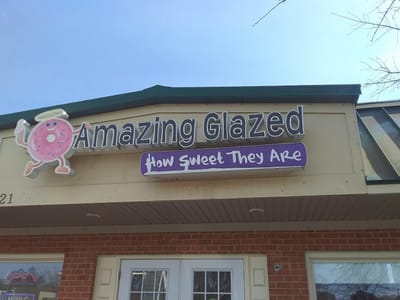 Amazing Glazed
How Sweet They Are
21